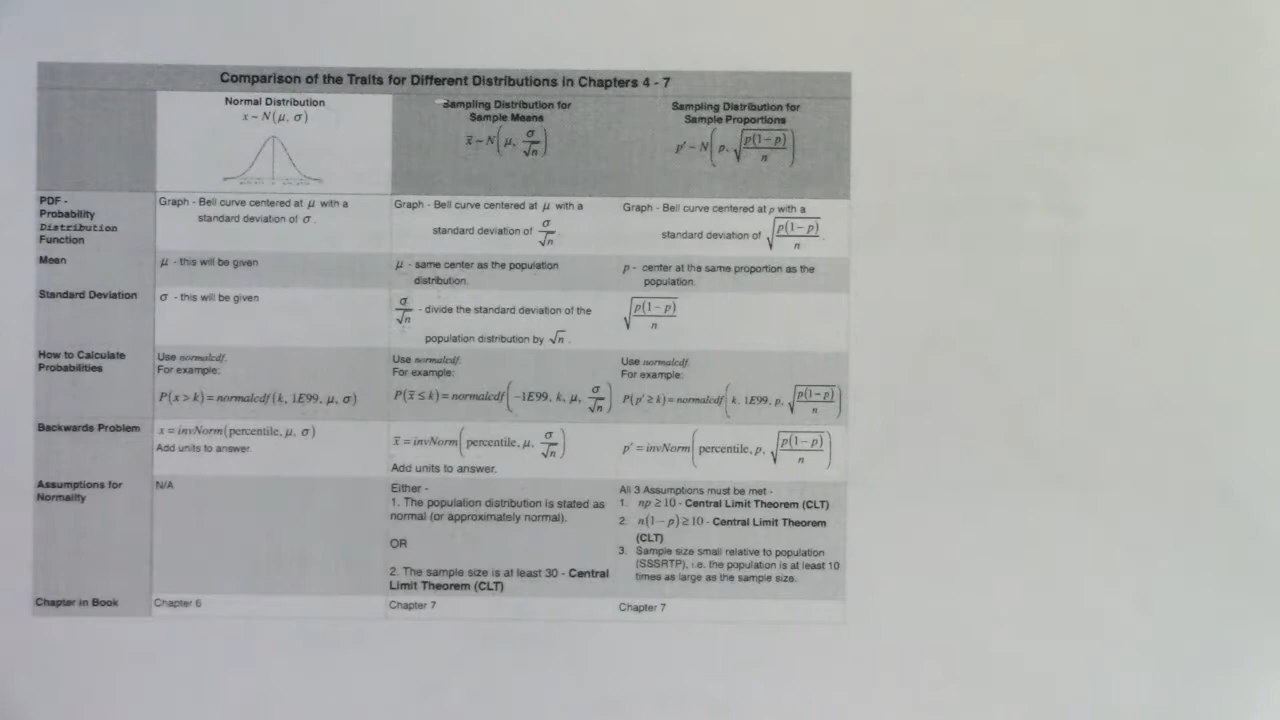 Comparison of the Traits for Different Distributions in Chapters 4 - 7
Normal Distribution
x ~ N(μ, σ)
Sampling Distribution for
Sample Means
x̄ ~ N(μ, σ/√n)
Sampling Distribution for
Sample Proportions
p' ~ N(p, √(p(1−p)/n))
PDF -
Probability
Distribution
Function
Graph - Bell curve centered at μ with a
standard deviation of σ.
Graph - Bell curve centered at μ with a
standard deviation of σ/√n.
Graph - Bell curve centered at p with a
standard deviation of √(p(1−p)/n).
Mean
μ - this will be given
μ - same center as the population
distribution.
p - center at the same proportion as the
population.
Standard Deviation
σ - this will be given
σ/√n - divide the standard deviation of the
population distribution by √n.
√(p(1−p)/n)
How to Calculate
Probabilities
Use normalcdf.
For example:
P(x > k) = normalcdf(k, 1E99, μ, σ)
Use normalcdf.
For example:
P(x̄ ≤ k) = normalcdf(−1E99, k, μ, σ/√n)
Use normalcdf.
For example:
P(p' ≥ k) = normalcdf(k, 1E99, p, √(p(1−p)/n))
Backwards Problem
x = invNorm(percentile, μ, σ)
Add units to answer.
x̄ = invNorm(percentile, μ, σ/√n)
Add units to answer.
p' = invNorm(percentile, p, √(p(1−p)/n))
Assumptions for
Normality
N/A
Either -
1. The population distribution is stated as
normal (or approximately normal).
OR
2. The sample size is at least 30 - Central
Limit Theorem (CLT)
All 3 Assumptions must be met -
1. np ≥ 10 - Central Limit Theorem (CLT)
2. n(1−p) ≥ 10 - Central Limit Theorem
(CLT)
3. Sample size small relative to population
(SSSRTP), i.e. the population is at least 10
times as large as the sample size.
Chapter in Book
Chapter 6
Chapter 7
Chapter 7